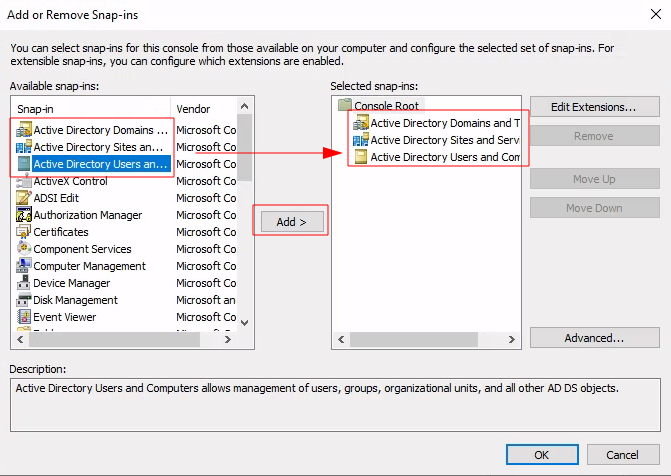 Add or Remove Snap-ins
You can select snap-ins for this console from those available on your computer and configure the selected set of snap-ins. For
extensible snap-ins, you can configure which extensions are enabled.
Available snap-ins:
Snap-in Vendor
Active Directory Domains ... Microsoft Co
Active Directory Sites an... Microsoft Co
Active Directory Users an... Microsoft Co
ActiveX Control Microsoft Co
ADSI Edit Microsoft Co
Authorization Manager Microsoft Co
Certificates Microsoft Co
Component Services Microsoft Co
Computer Management Microsoft Co
Device Manager Microsoft Co
Disk Management Microsoft an
Event Viewer Microsoft Co
Add >
Selected snap-ins:
Console Root
Active Directory Domains and T
Active Directory Sites and Servi
Active Directory Users and Com
Edit Extensions...
Remove
Move Up
Move Down
Advanced...
Description:
Active Directory Users and Computers allows management of users, groups, organizational units, and all other AD DS objects.
OK
Cancel